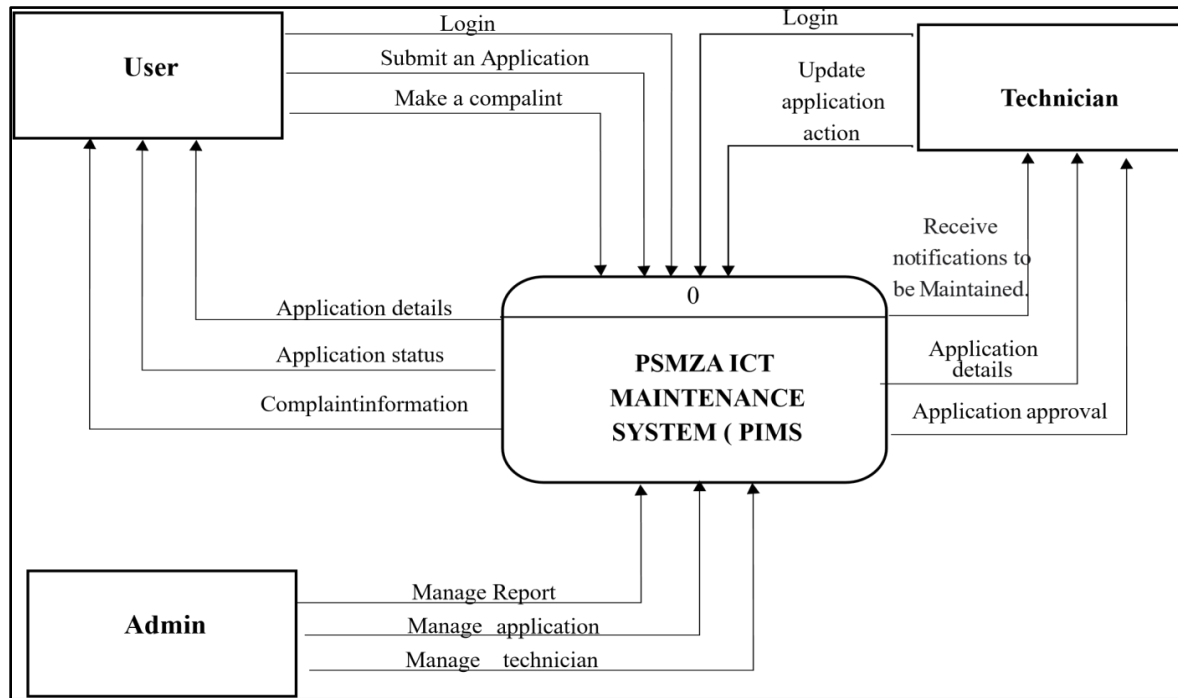 User
Login
Submit an Application
Make a compalint
Login
Update
application
action
Technician
Receive
notifications to
be Maintained.
Application
details
Application approval
Application details
Application status
Complaintinformation
0
PSMZA ICT
MAINTENANCE
SYSTEM ( PIMS
Admin
Manage Report
Manage application
Manage technician